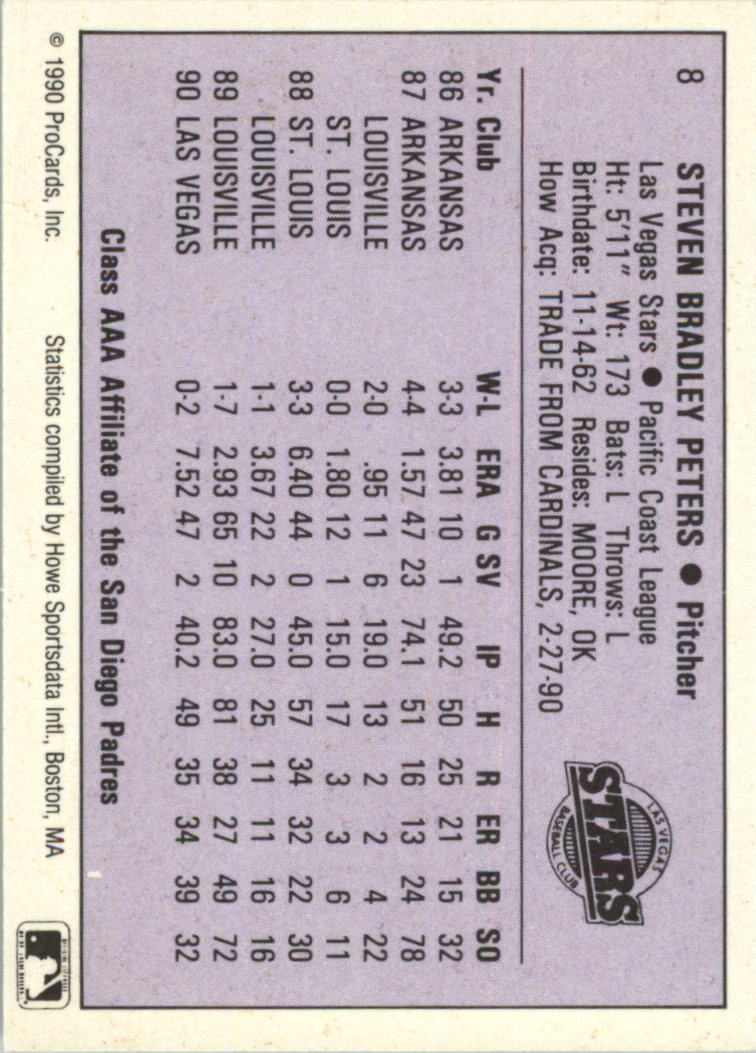 8 STEVEN BRADLEY PETERS ● Pitcher
Las Vegas Stars ● Pacific Coast League
Ht: 5'11" Wt: 173 Bats: L Throws: L
Birthdate: 11-14-62 Resides: MOORE, OK
How Acq: TRADE FROM CARDINALS, 2-27-90
LAS VEGAS
STARS
BASEBALL CLUB
Yr. Club W-L ERA G SV IP H R ER BB SO
86 ARKANSAS 3-3 3.81 10 1 49.2 50 25 21 15 32
87 ARKANSAS 4-4 1.57 47 23 74.1 51 16 13 24 78
LOUISVILLE 2-0 .95 11 6 19.0 13 2 2 4 22
ST. LOUIS 0-0 1.80 12 1 15.0 17 3 3 6 11
88 ST. LOUIS 3-3 6.40 44 0 45.0 57 34 32 22 30
LOUISVILLE 1-1 3.67 22 2 27.0 25 11 11 16 16
89 LOUISVILLE 1-7 2.93 65 10 83.0 81 38 27 49 72
90 LAS VEGAS 0-2 7.52 47 2 40.2 49 35 34 39 32
Class AAA Affiliate of the San Diego Padres
© 1990 ProCards, Inc. Statistics compiled by Howe Sportsdata Intl., Boston, MA